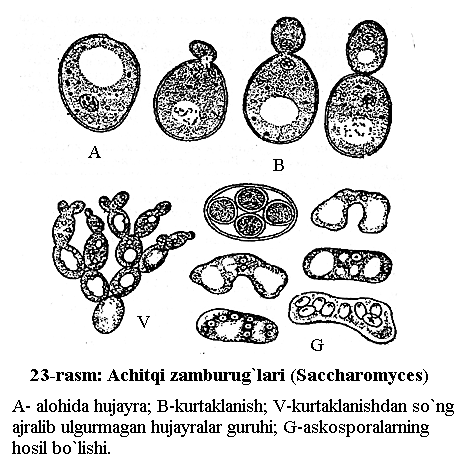 A
B
V
G
23-rasm: Achitqi zamburug`lari (Saccharomyces)
A- alohida hujayra; B-kurtaklanish; V-kurtaklanishdan so`ng
ajralib ulgurmagan hujayralar guruhi; G-askosporalarning
hosil bo`lishi.